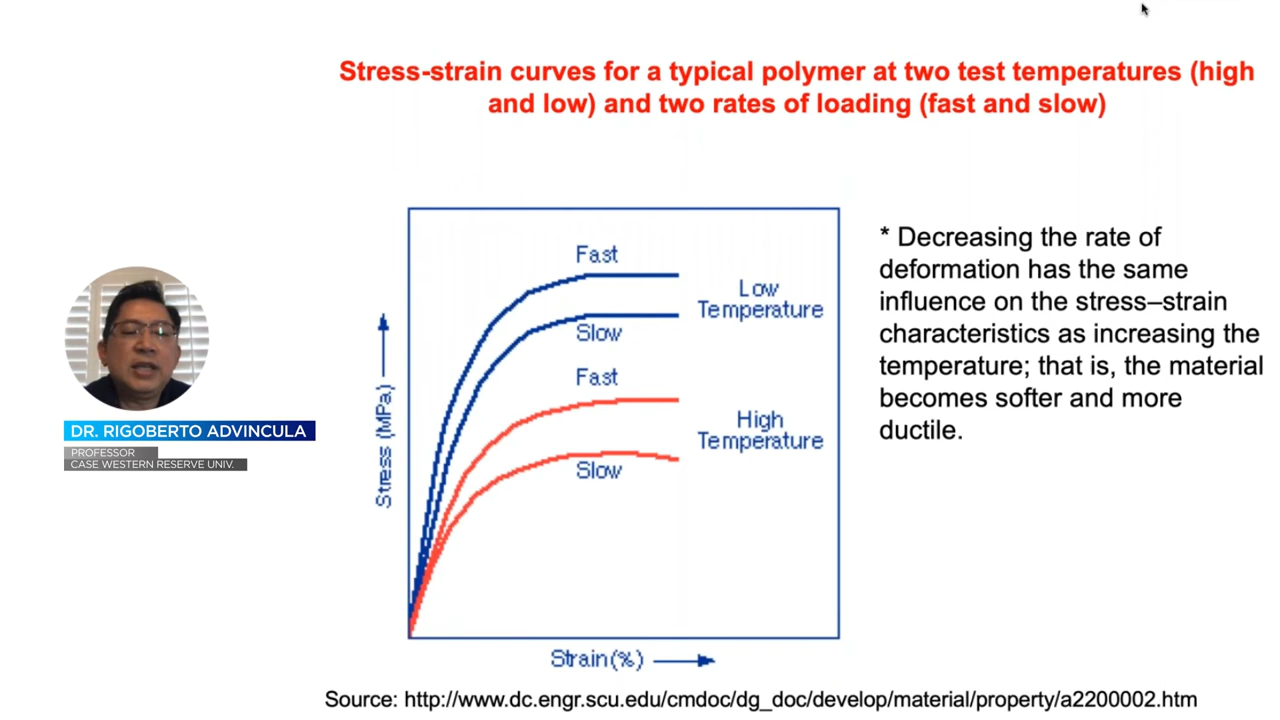 Stress-strain curves for a typical polymer at two test temperatures (high
and low) and two rates of loading (fast and slow)
Fast
Low
Temperature
Slow
Fast
High
Temperature
Slow
Stress (MPa)
Strain (%)
* Decreasing the rate of
deformation has the same
influence on the stress–strain
characteristics as increasing the
temperature; that is, the material
becomes softer and more
ductile.
DR. RIGOBERTO ADVINCULA
PROFESSOR
CASE WESTERN RESERVE UNIV.
Source: http://www.dc.engr.scu.edu/cmdoc/dg_doc/develop/material/property/a2200002.htm